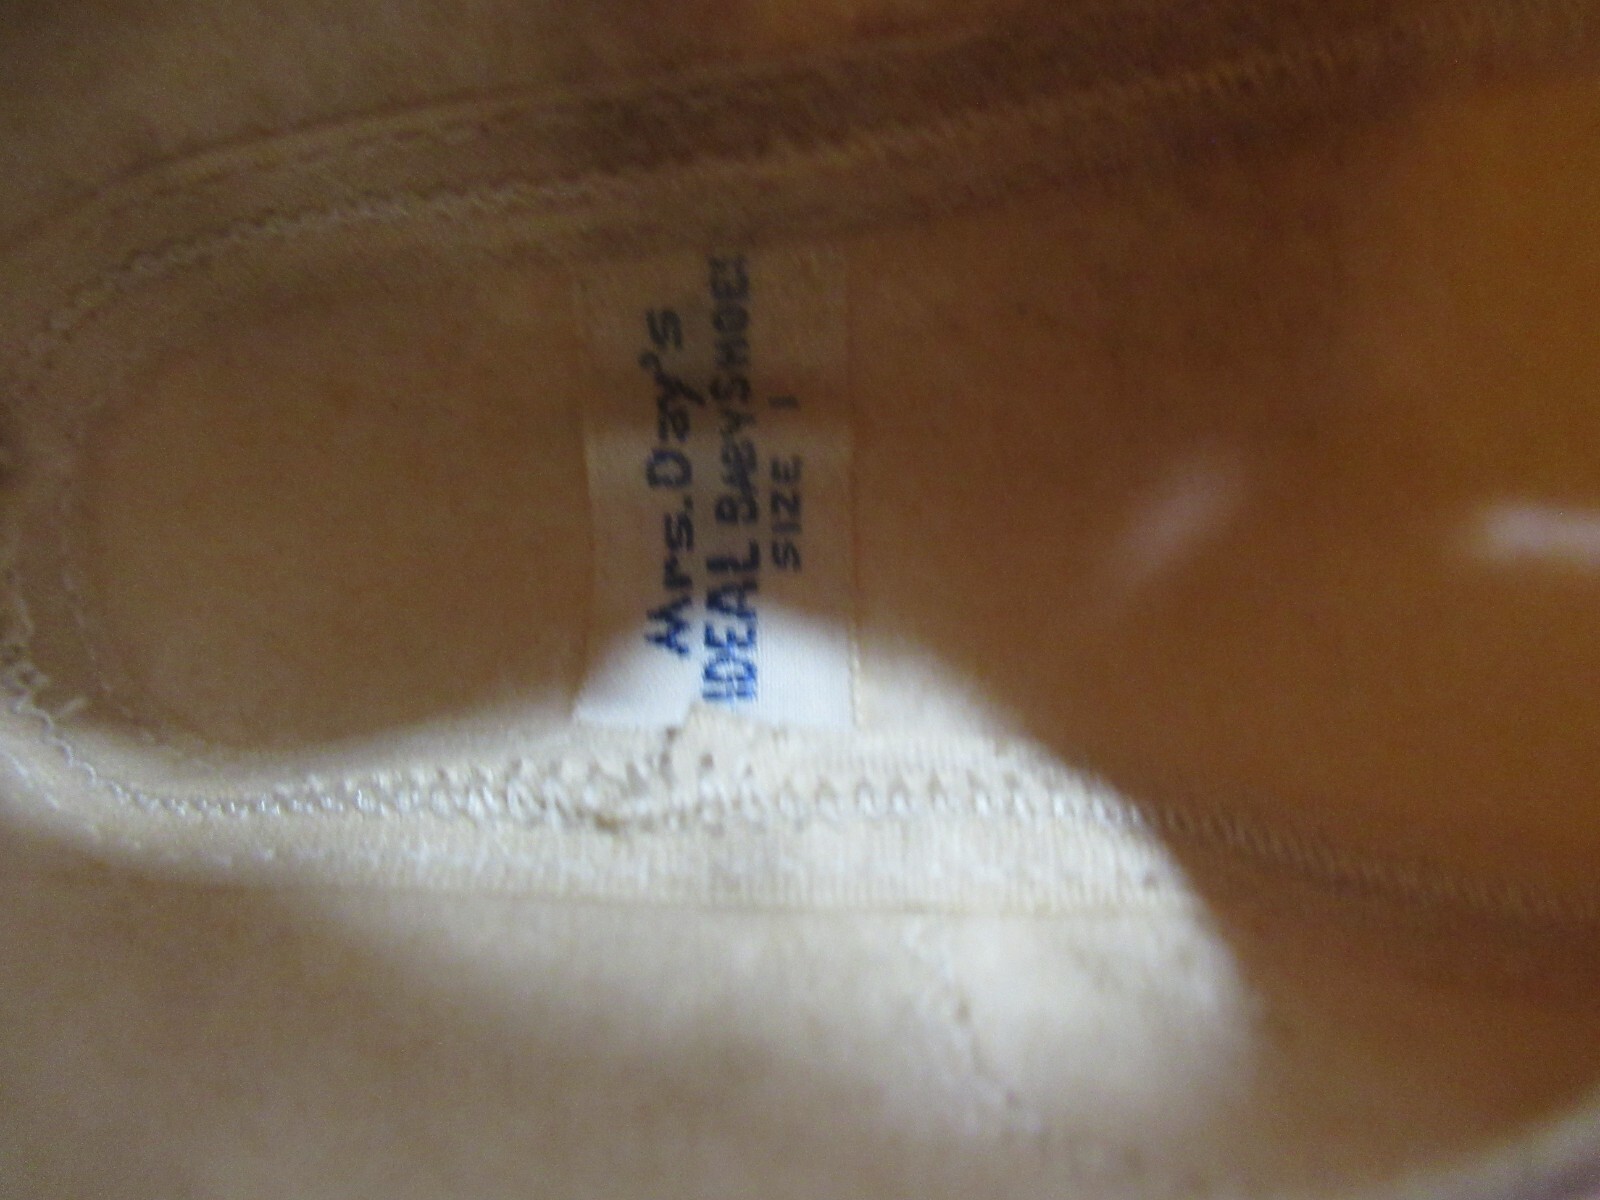 Mrs. Day's
IDEAL BABY SHOES
SIZE 1